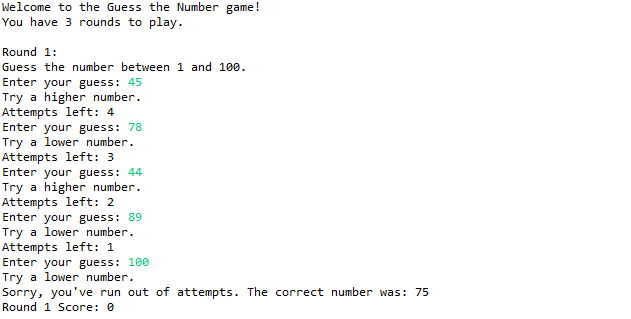 Welcome to the Guess the Number game!
You have 3 rounds to play.

Round 1:
Guess the number between 1 and 100.
Enter your guess: 45
Try a higher number.
Attempts left: 4
Enter your guess: 78
Try a lower number.
Attempts left: 3
Enter your guess: 44
Try a higher number.
Attempts left: 2
Enter your guess: 89
Try a lower number.
Attempts left: 1
Enter your guess: 100
Try a lower number.
Sorry, you've run out of attempts. The correct number was: 75
Round 1 Score: 0